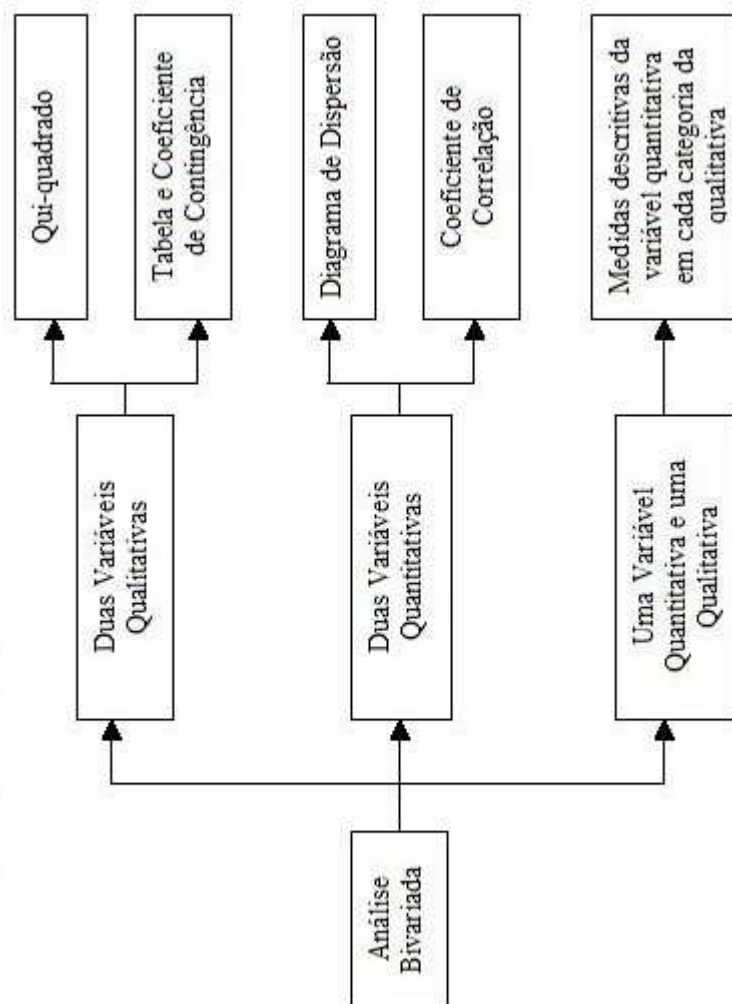 Análise
Bivariada
Duas Variáveis
Qualitativas
Qui-quadrado
Tabela e Coeficiente
de Contingência
Duas Variáveis
Quantitativas
Diagrama de Dispersão
Coeficiente de
Correlação
Uma Variável
Quantitativa e uma
Qualitativa
Medidas descritivas da
variável quantitativa
em cada categoria da
qualitativa